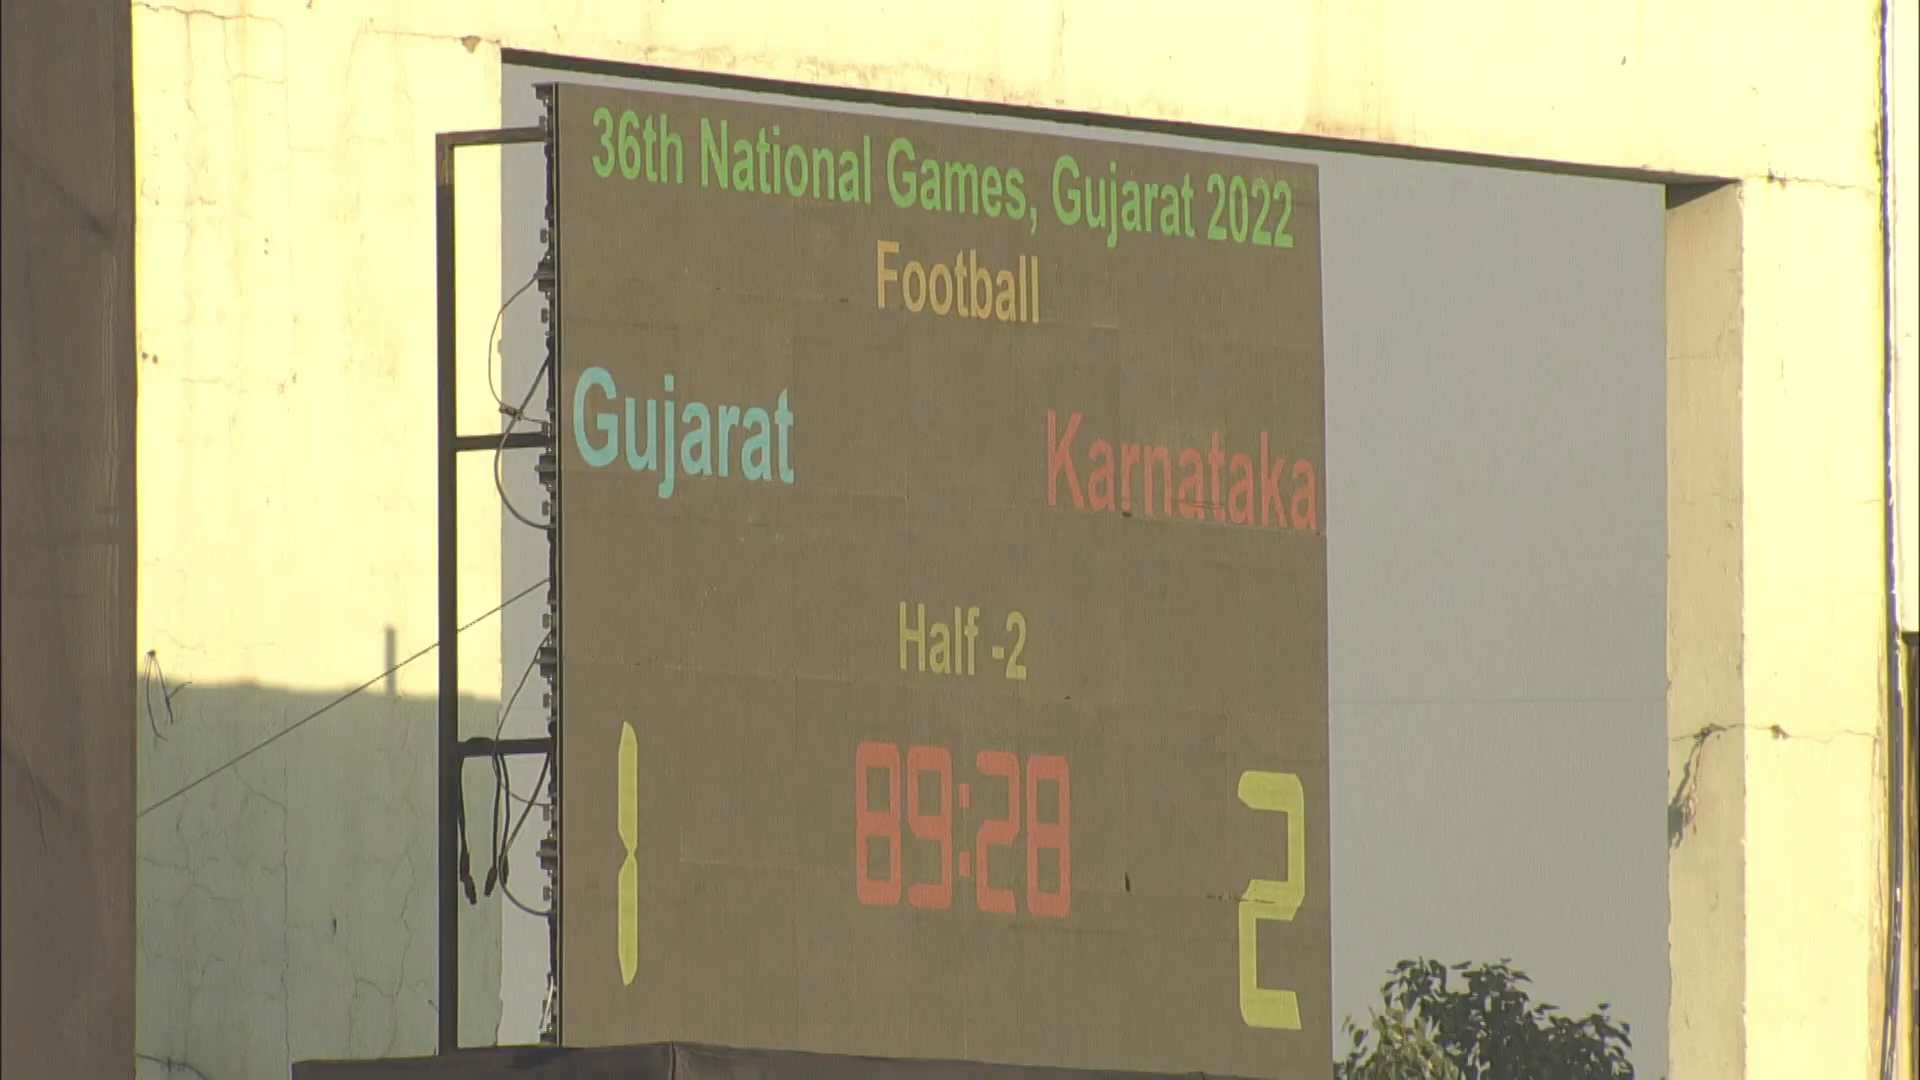 36th National Games, Gujarat 2022
Football
Gujarat Karnataka
Half -2
1 89:28 2